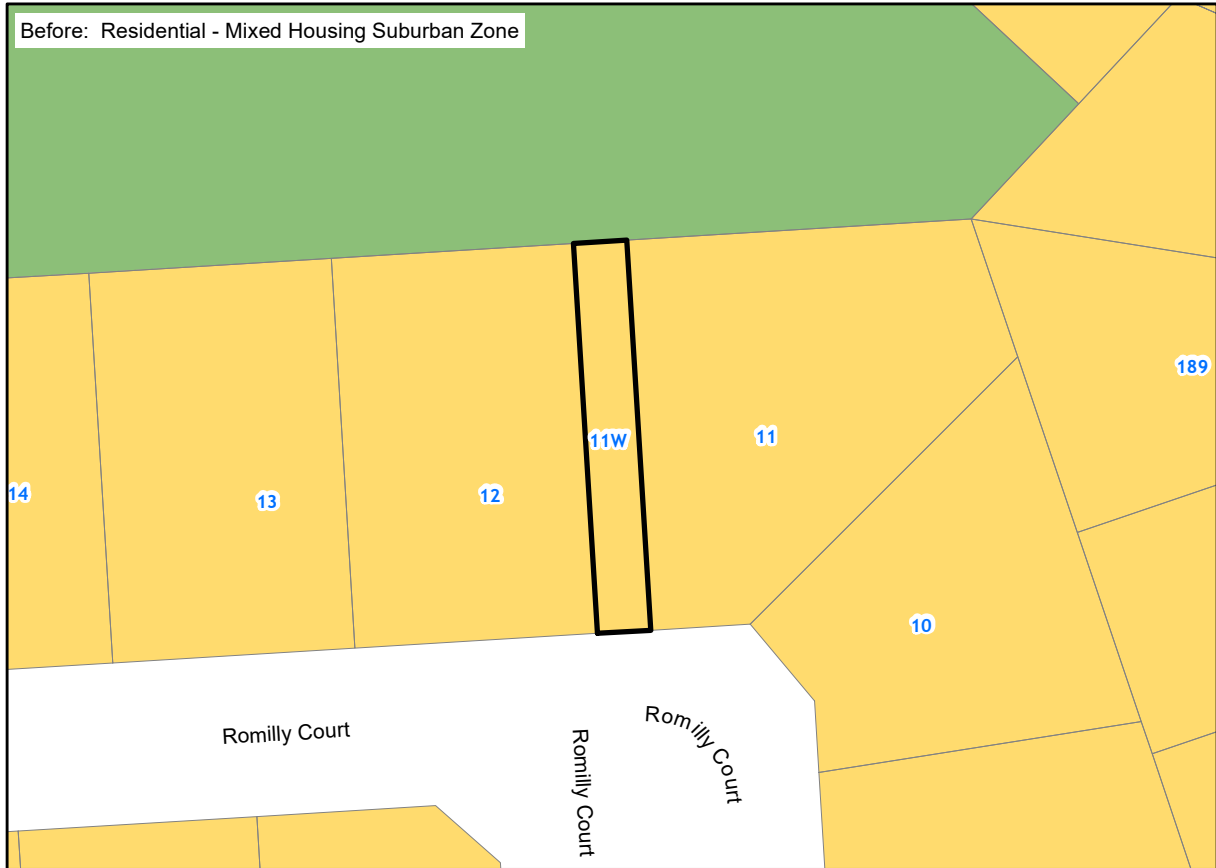 Before: Residential - Mixed Housing Suburban Zone
189
11W
11
14
13
12
10
Romilly Court
Romilly Court
Romilly Court